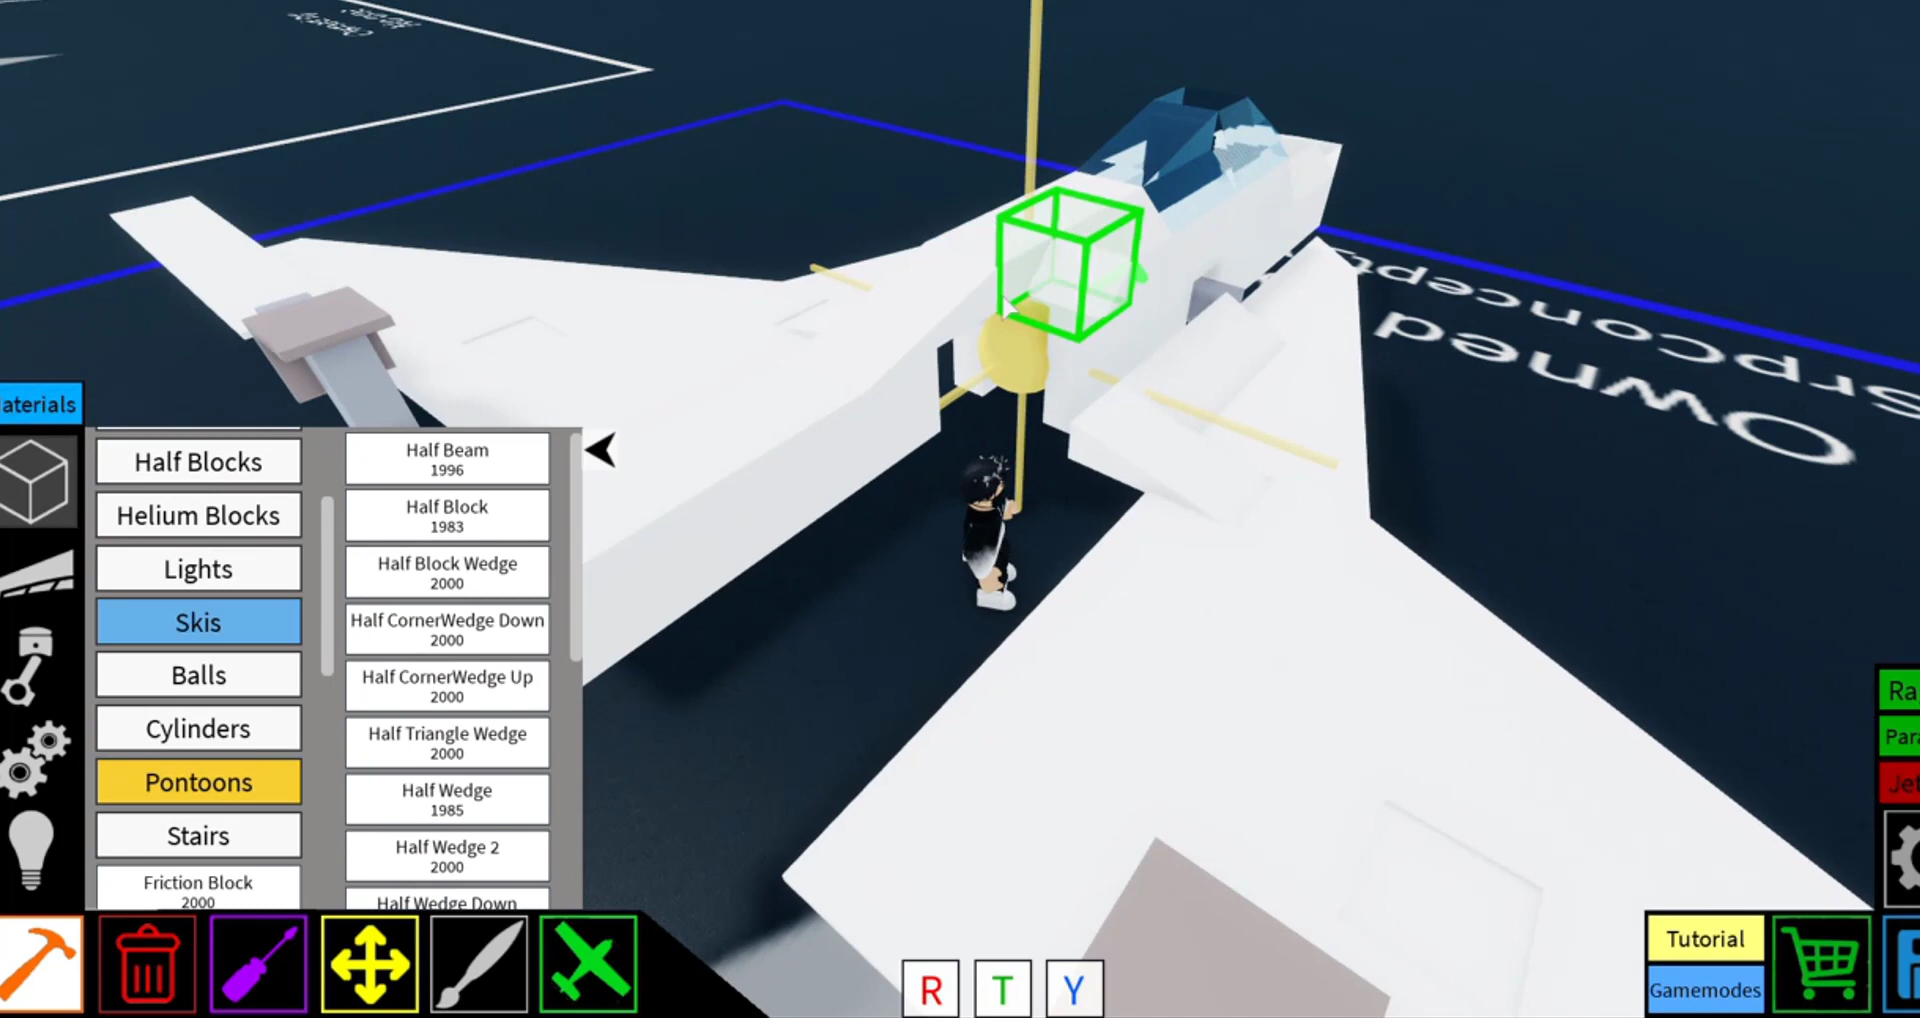 aterials
Half Blocks
Helium Blocks
Lights
Skis
Balls
Cylinders
Pontoons
Stairs
Friction Block
2000
Half Beam
1996
Half Block
1983
Half Block Wedge
2000
Half CornerWedge Down
2000
Half CornerWedge Up
2000
Half Triangle Wedge
2000
Half Wedge
1985
Half Wedge 2
2000
Half Wedge Down
Owned
Srpconcept
R
T
Y
Ra
Para
Jet
Tutorial
Gamemodes